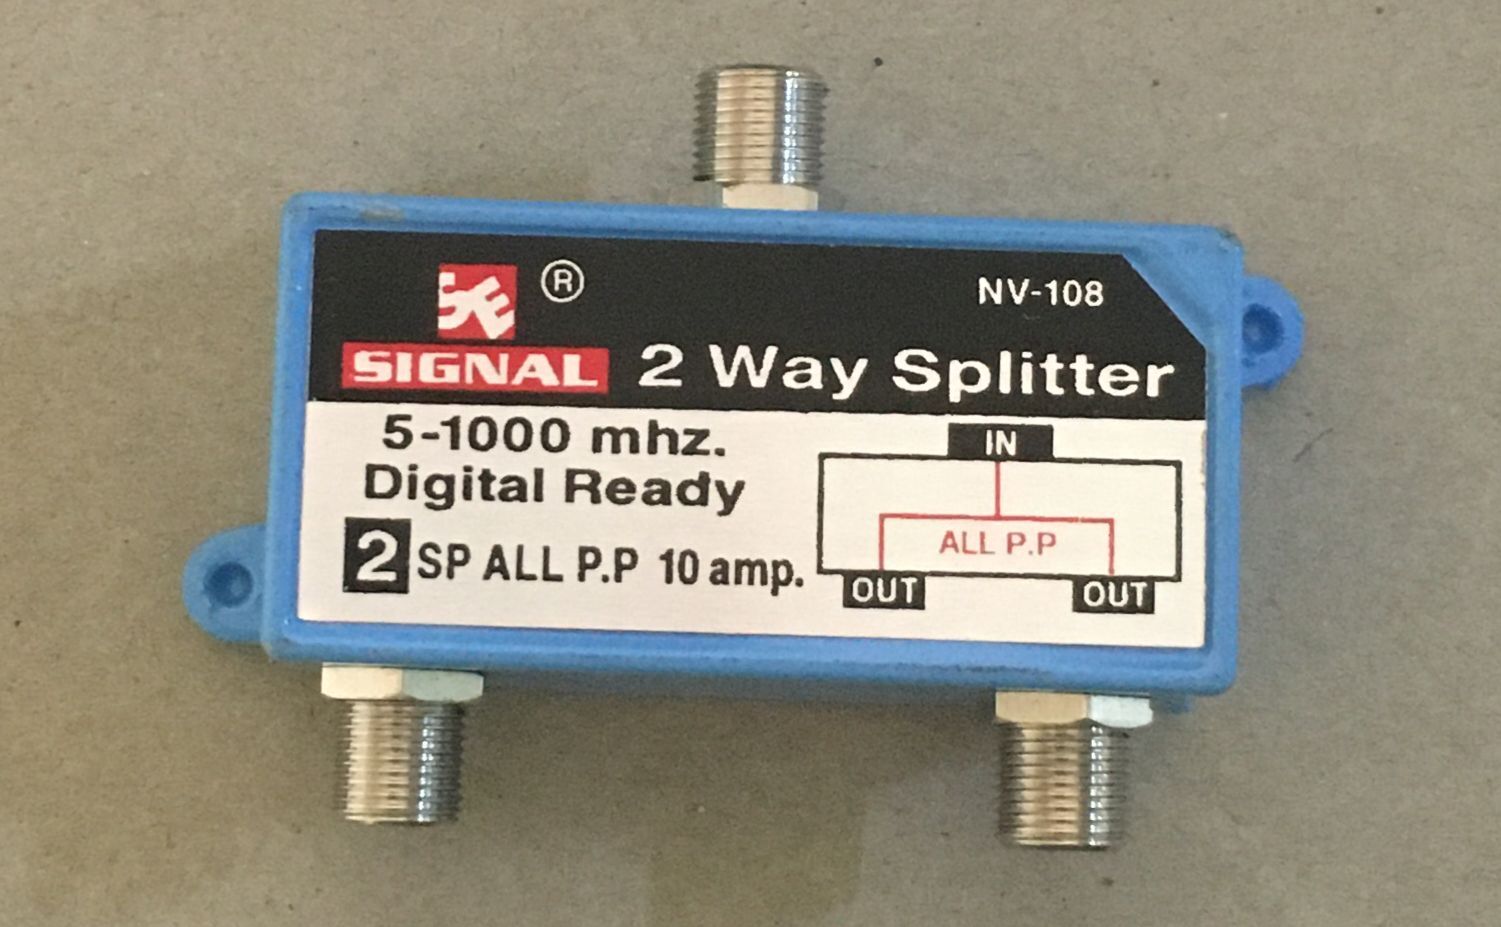 SE ®
NV-108
SIGNAL 2 Way Splitter
5-1000 mhz.
Digital Ready
2 SP ALL P.P 10 amp.
IN
ALL P.P
OUT OUT